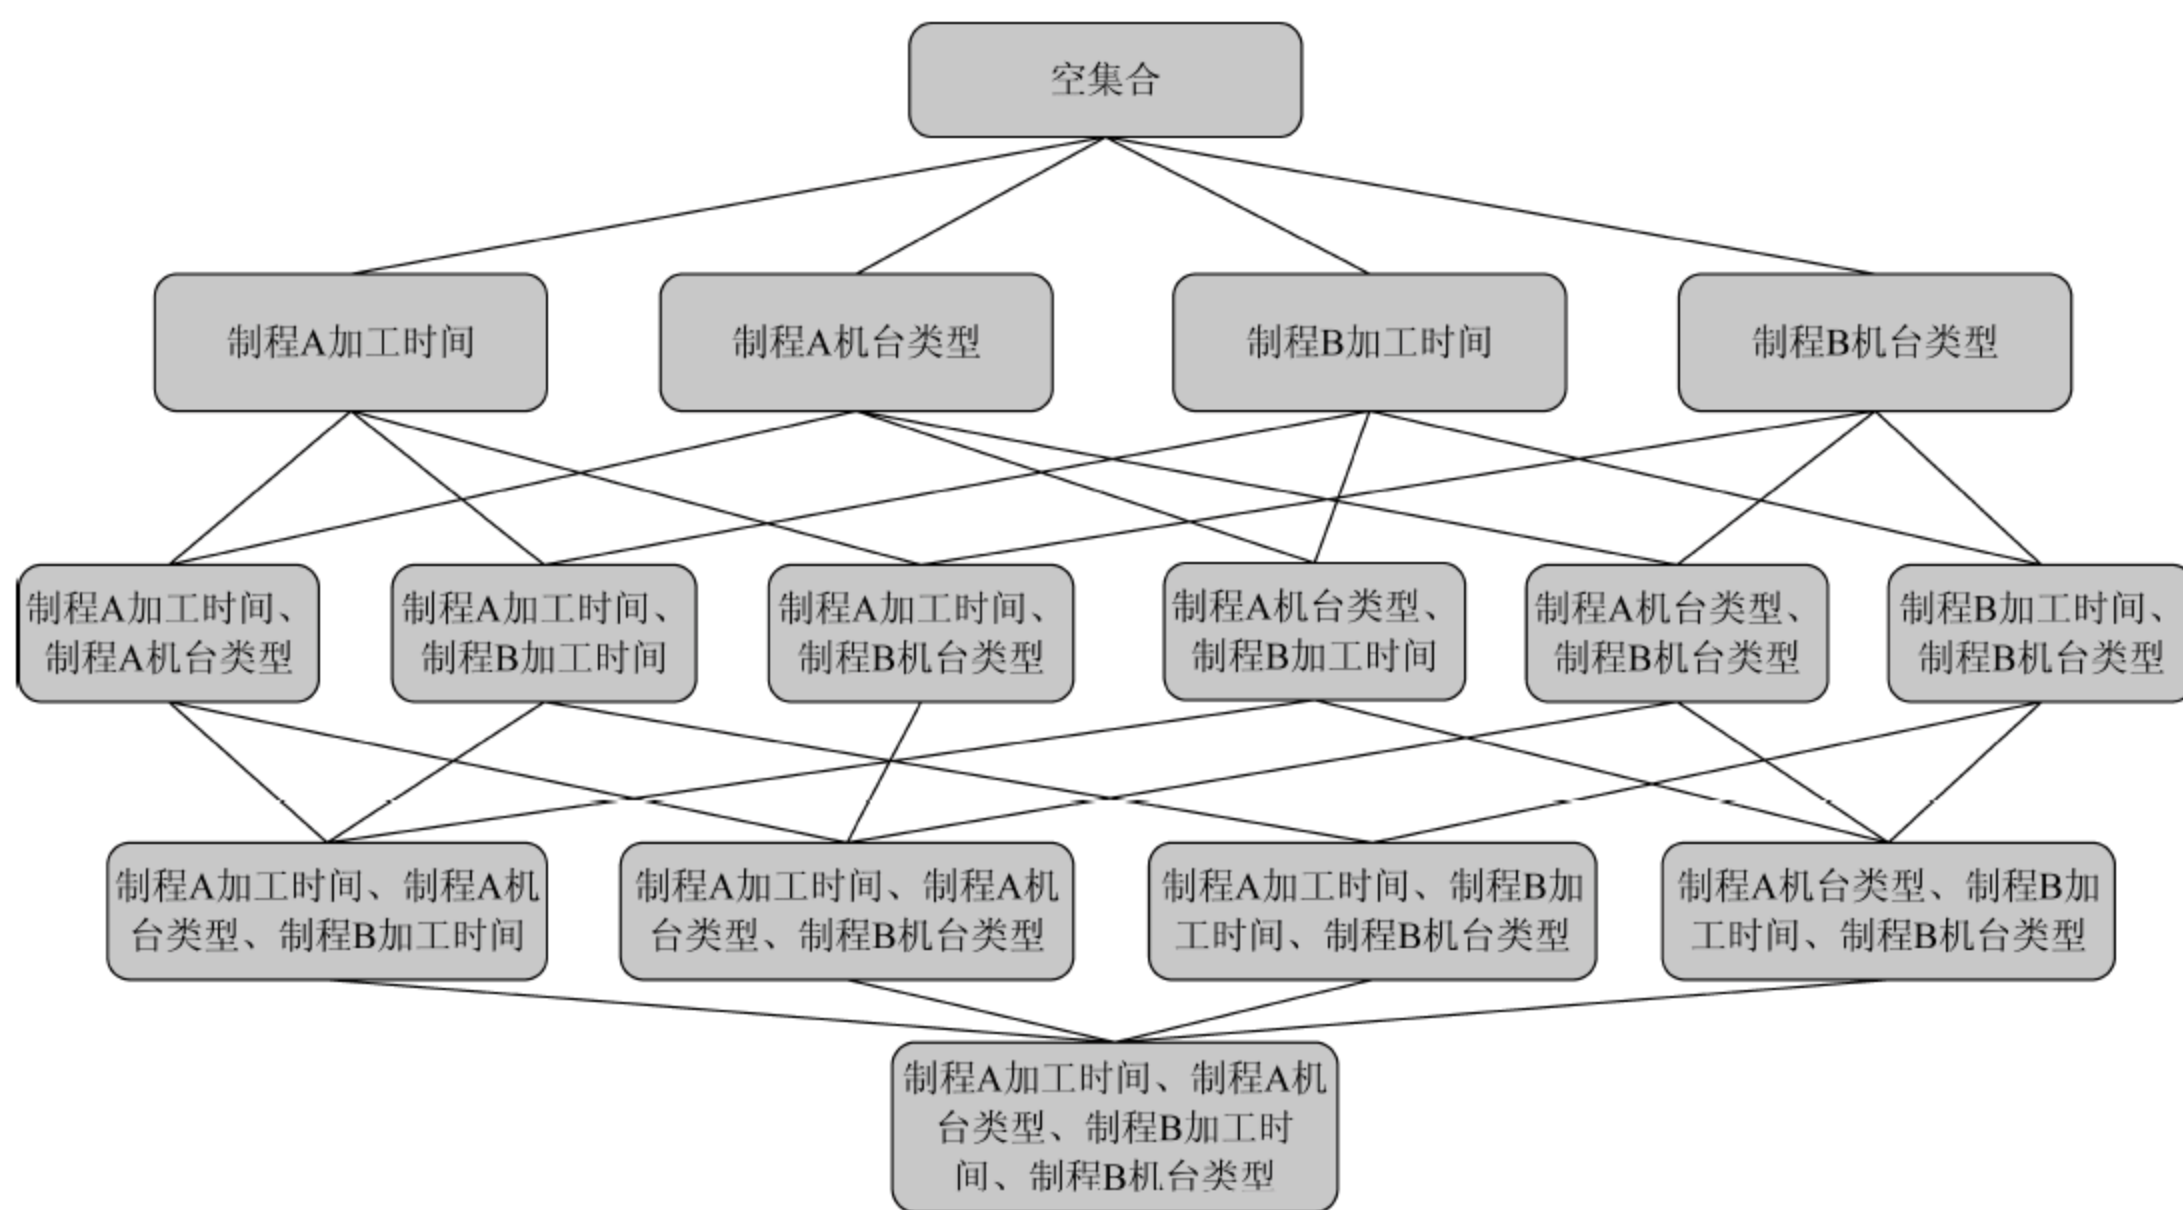 空集合
制程A加工时间
制程A机台类型
制程B加工时间
制程B机台类型
制程A加工时间、
制程A机台类型
制程A加工时间、
制程B加工时间
制程A加工时间、
制程B机台类型
制程A机台类型、
制程B加工时间
制程A机台类型、
制程B机台类型
制程B加工时间、
制程B机台类型
制程A加工时间、制程A机
台类型、制程B加工时间
制程A加工时间、制程A机
台类型、制程B机台类型
制程A加工时间、制程B加
工时间、制程B机台类型
制程A机台类型、制程B加
工时间、制程B机台类型
制程A加工时间、制程A机
台类型、制程B加工时
间、制程B机台类型